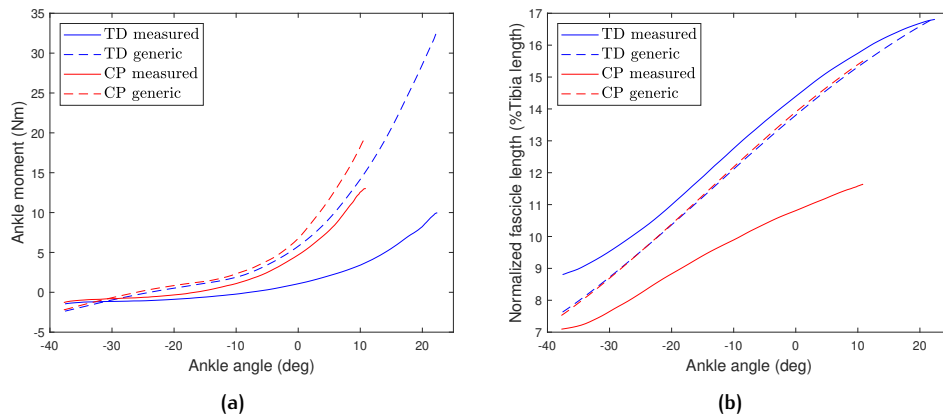 35
30
25
20
15
10
5
0
-5
-40 -30 -20 -10 0 10 20
Ankle moment (Nm)
Ankle angle (deg)
TD measured
TD generic
CP measured
CP generic
(a)
17
16
15
14
13
12
11
10
9
8
7
-40 -30 -20 -10 0 10 20
Normalized fascicle length (%Tibia length)
Ankle angle (deg)
TD measured
TD generic
CP measured
CP generic
(b)